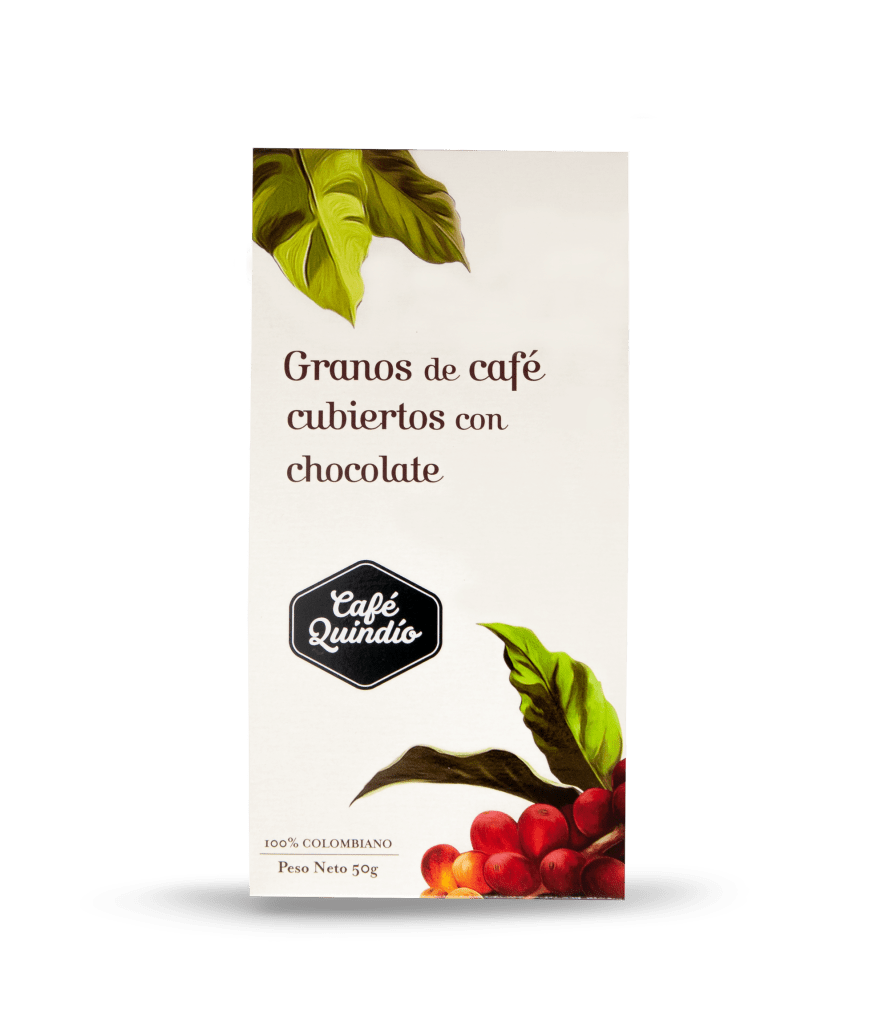 Granos de café
cubiertos con
chocolate
Café
Quindío
100% COLOMBIANO
Peso Neto 50g